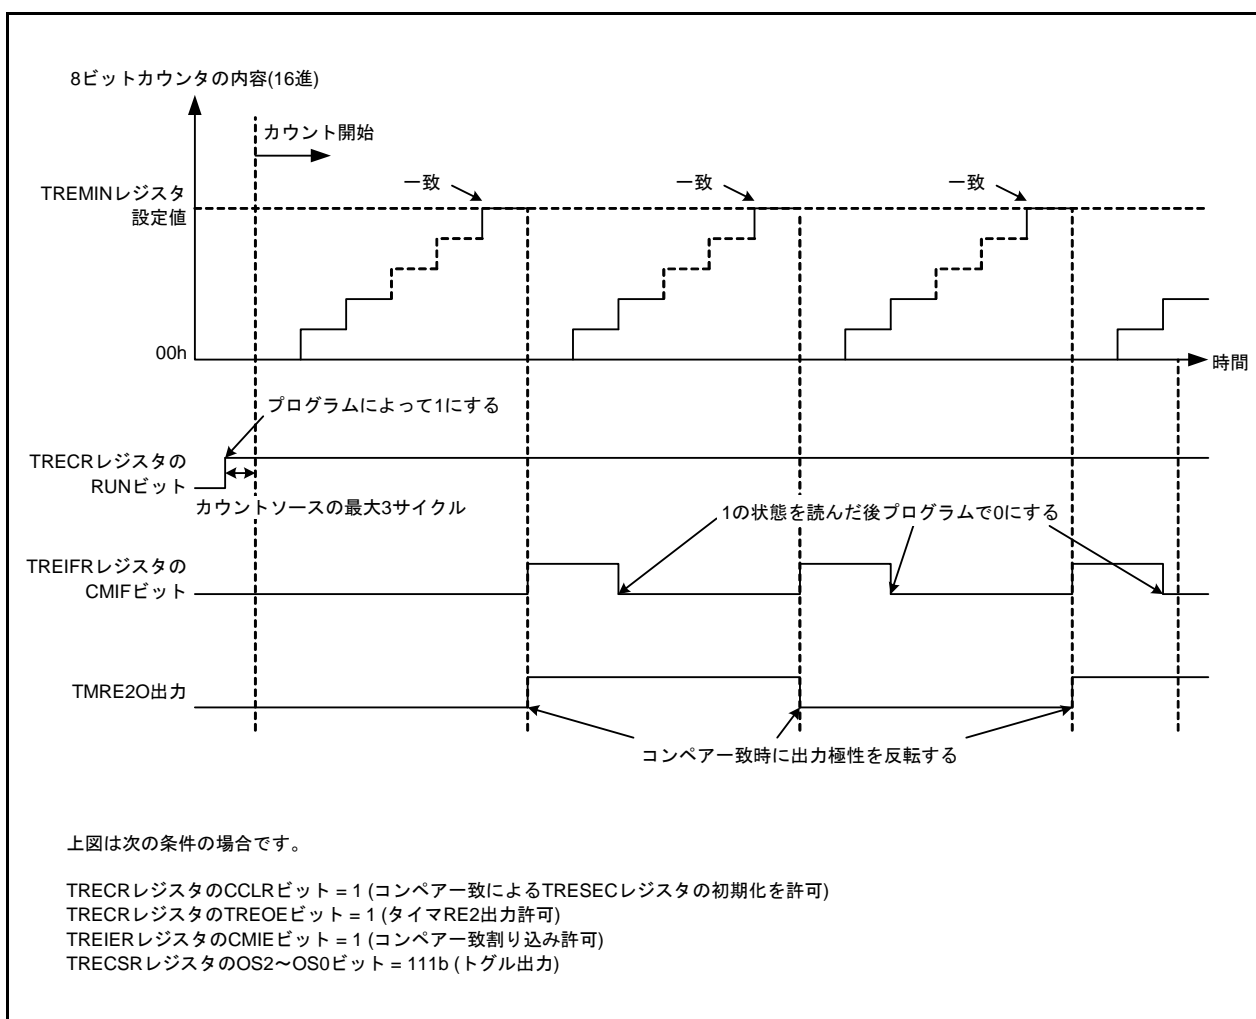 8ビットカウンタの内容(16進)
カウント開始
TREMINレジスタ
設定値
一致
一致
一致
00h
時間
プログラムによって1にする
TRECRレジスタの
RUNビット
カウントソースの最大3サイクル
1の状態を読んだ後プログラムで0にする
TREIFRレジスタの
CMIFビット
TMRE2O出力
コンペア一致時に出力極性を反転する
上図は次の条件の場合です。
TRECRレジスタのCCLRビット = 1 (コンペア一致によるTRESECレジスタの初期化を許可)
TRECRレジスタのTREOEビット = 1 (タイマRE2出力許可)
TREIERレジスタのCMIEビット = 1 (コンペア一致割り込み許可)
TRECSRレジスタのOS2～OS0ビット = 111b (トグル出力)